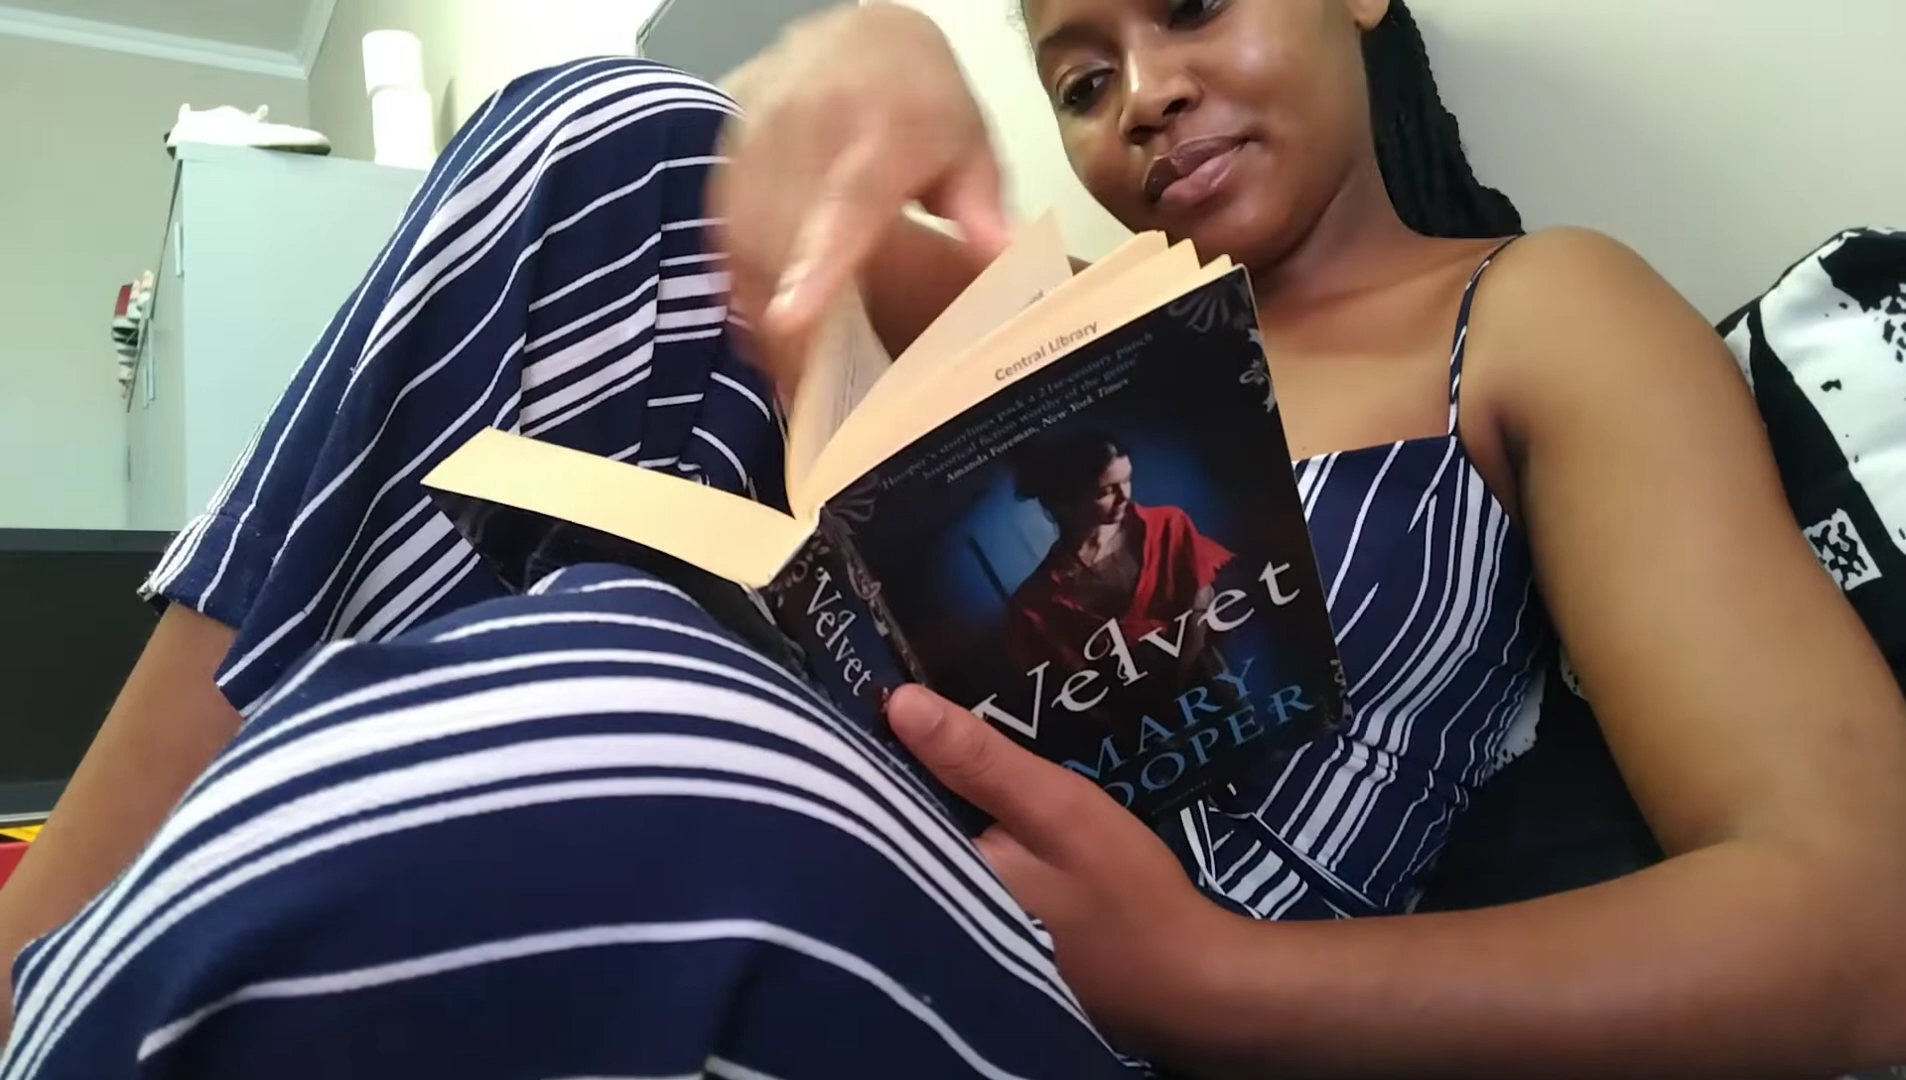 Central Library
"Hooper's storylines pack a 21st-century punch
historical fiction worthy of the genre"
Amanda Foreman, New York Times
Velvet
MARY
OOPER
Velvet